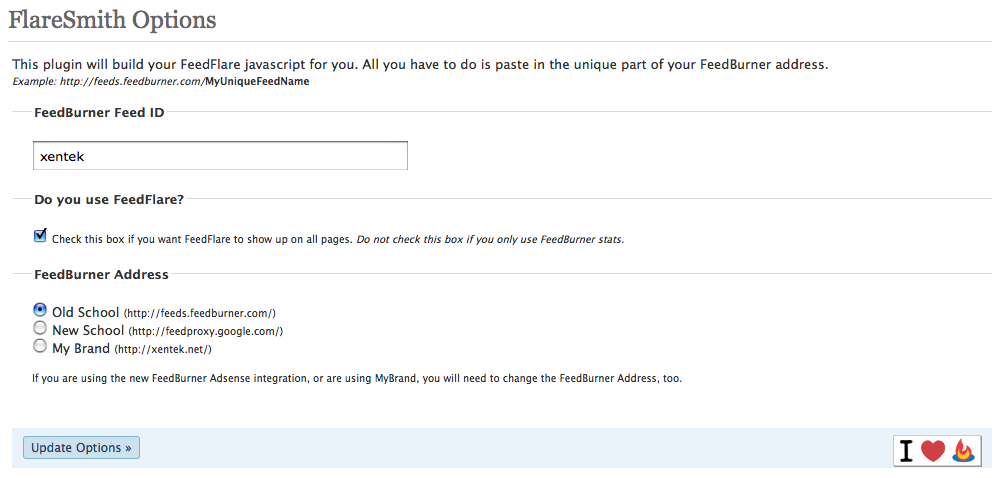 FlareSmith Options
This plugin will build your FeedFlare javascript for you. All you have to do is paste in the unique part of your FeedBurner address.
Example: http://feeds.feedburner.com/MyUniqueFeedName
FeedBurner Feed ID
xentek
Do you use FeedFlare?
Check this box if you want FeedFlare to show up on all pages. Do not check this box if you only use FeedBurner stats.
FeedBurner Address
Old School (http://feeds.feedburner.com/)
New School (http://feedproxy.google.com/)
My Brand (http://xentek.net/)
If you are using the new FeedBurner Adsense integration, or are using MyBrand, you will need to change the FeedBurner Address, too.
Update Options »
I